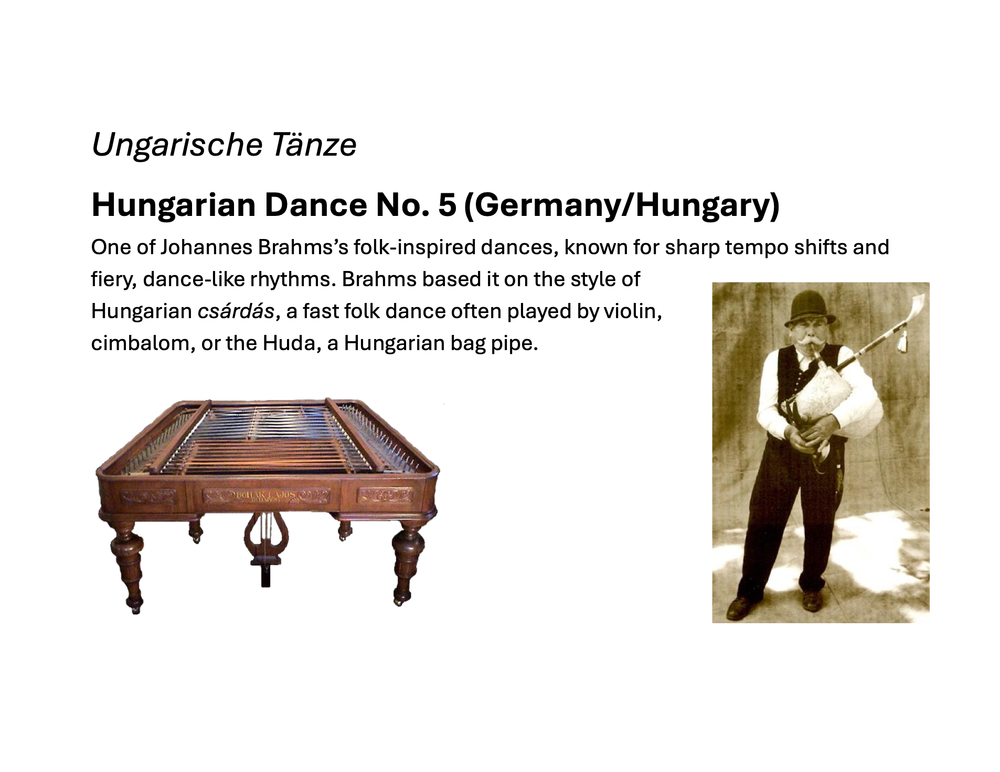 Ungarische Tänze
Hungarian Dance No. 5 (Germany/Hungary)
One of Johannes Brahms’s folk-inspired dances, known for sharp tempo shifts and
fiery, dance-like rhythms. Brahms based it on the style of
Hungarian csárdás, a fast folk dance often played by violin,
cimbalom, or the Huda, a Hungarian bag pipe.
BOHAK LAJOS
BUDAPEST